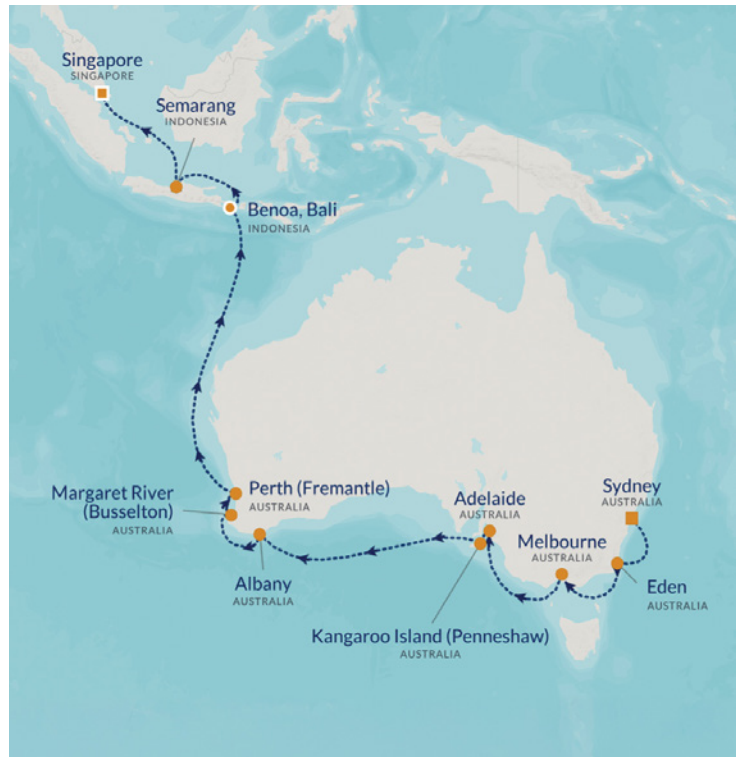 Singapore
SINGAPORE
Semarang
INDONESIA
Benoa, Bali
INDONESIA
Perth (Fremantle)
AUSTRALIA
Margaret River
(Busselton)
AUSTRALIA
Albany
AUSTRALIA
Adelaide
AUSTRALIA
Kangaroo Island (Penneshaw)
AUSTRALIA
Melbourne
AUSTRALIA
Sydney
AUSTRALIA
Eden
AUSTRALIA